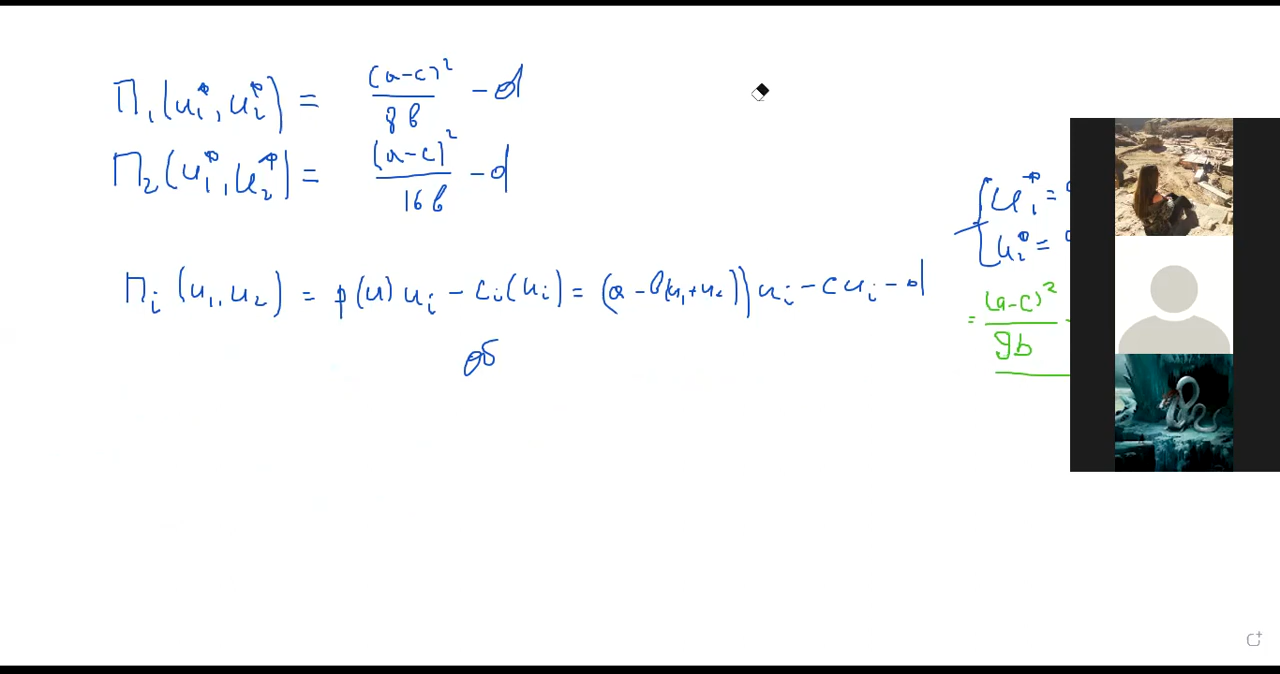 Π₁(u₁*, u₂*) = (a-c)²/8b - d
Π₂(u₁*, u₂*) = (a-c)²/16b - d
{ u₁* =
u₂* =
Πᵢ(u₁, u₂) = p(u)uᵢ - cᵢ(uᵢ) = (a - b(u₁+u₂))uᵢ - cuᵢ - d
= (a-c)²/9b
об